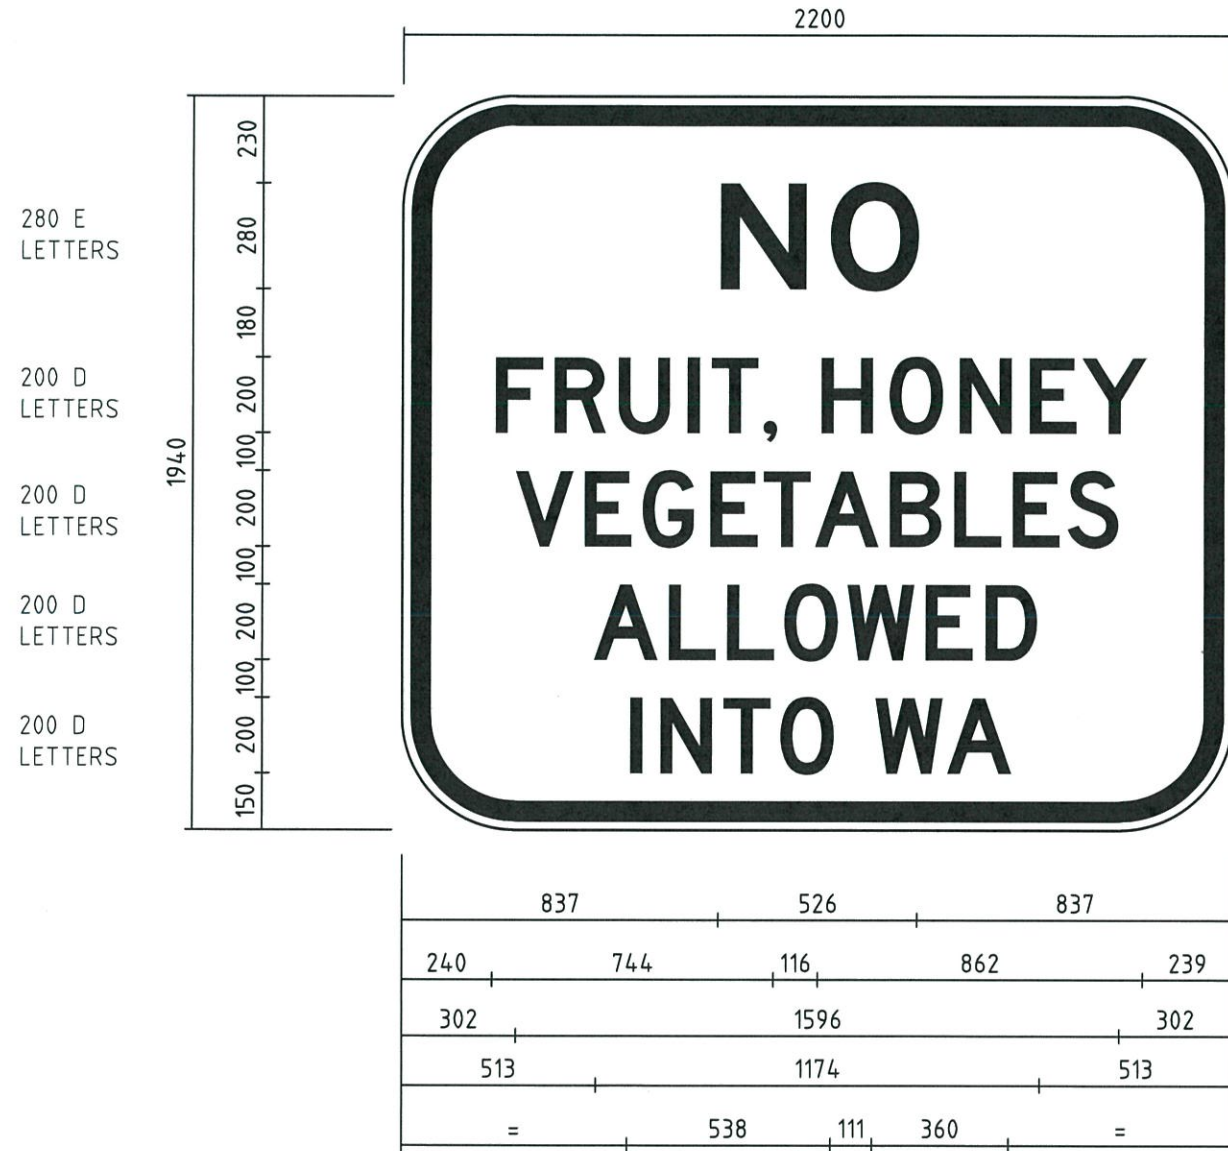 2200
230
280 E
LETTERS
280
NO
180
200 D
LETTERS
200
FRUIT, HONEY
100
1940
200 D
LETTERS
200
VEGETABLES
100
200 D
LETTERS
200
ALLOWED
100
200 D
LETTERS
200
INTO WA
150
837 526 837
240 744 116 862 239
302 1596 302
513 1174 513
= 538 111 360 =